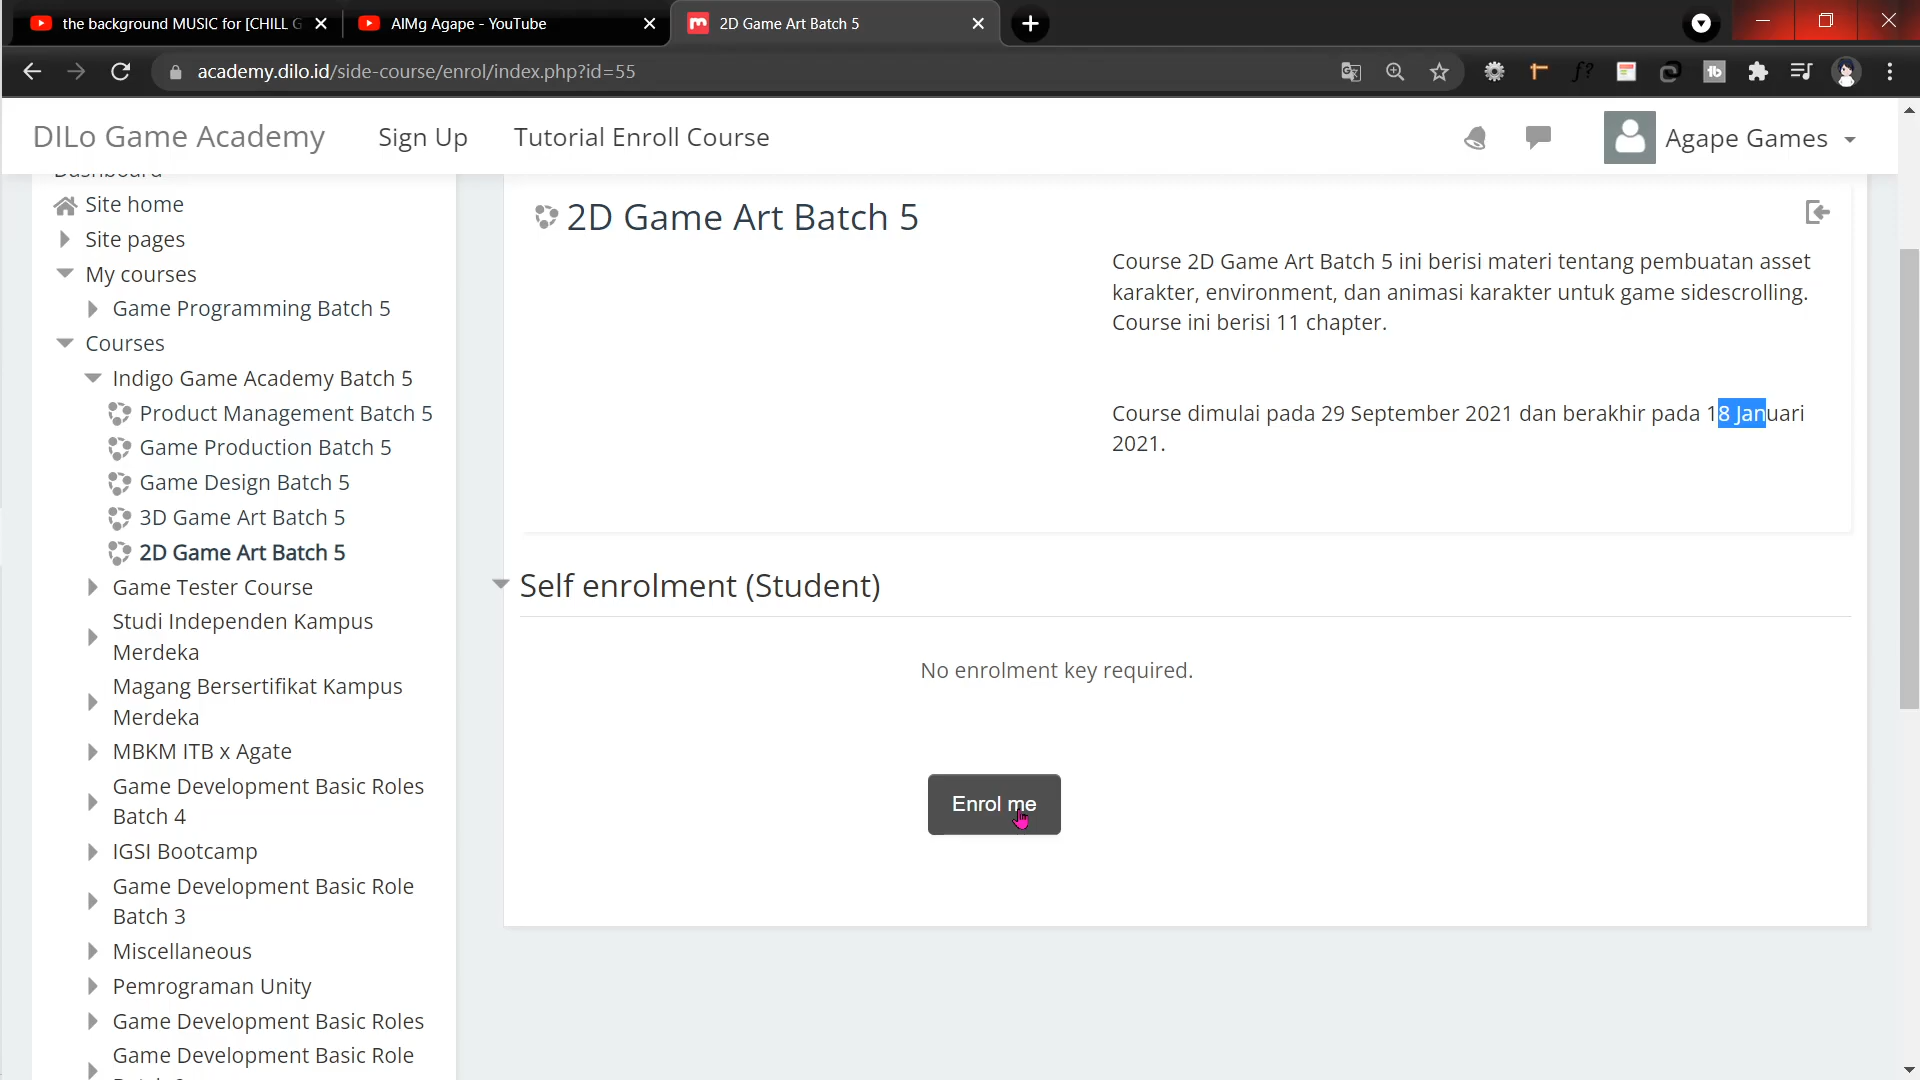 the background MUSIC for [CHILL
AIMg Agape - YouTube
2D Game Art Batch 5
academy.dilo.id/side-course/enrol/index.php?id=55
DILo Game Academy
Sign Up
Tutorial Enroll Course
Agape Games
Dashboard
Site home
Site pages
My courses
Game Programming Batch 5
Courses
Indigo Game Academy Batch 5
Product Management Batch 5
Game Production Batch 5
Game Design Batch 5
3D Game Art Batch 5
2D Game Art Batch 5
Game Tester Course
Studi Independen Kampus
Merdeka
Magang Bersertifikat Kampus
Merdeka
MBKM ITB x Agate
Game Development Basic Roles
Batch 4
IGSI Bootcamp
Game Development Basic Role
Batch 3
Miscellaneous
Pemrograman Unity
Game Development Basic Roles
Game Development Basic Role
2D Game Art Batch 5
Course 2D Game Art Batch 5 ini berisi materi tentang pembuatan asset
karakter, environment, dan animasi karakter untuk game sidescrolling.
Course ini berisi 11 chapter.
Course dimulai pada 29 September 2021 dan berakhir pada 18 Januari
2021.
Self enrolment (Student)
No enrolment key required.
Enrol me